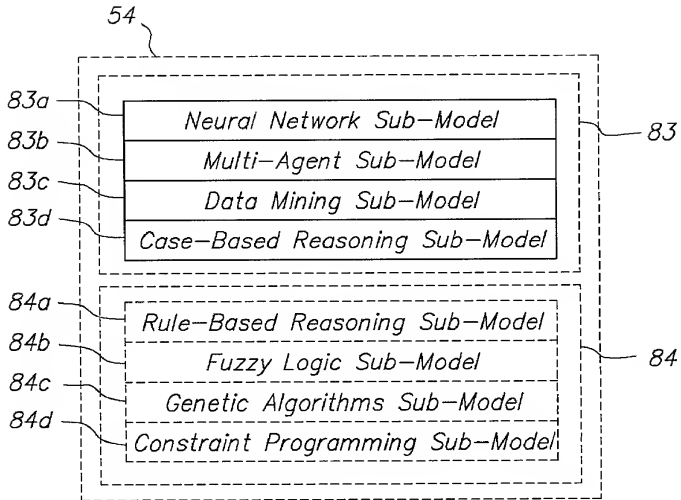 54
83a
Neural Network Sub-Model
83
83b
Multi-Agent Sub-Model
83c
Data Mining Sub-Model
83d
Case-Based Reasoning Sub-Model
84a
Rule-Based Reasoning Sub-Model
84b
Fuzzy Logic Sub-Model
84
84c
Genetic Algorithms Sub-Model
84d
Constraint Programming Sub-Model